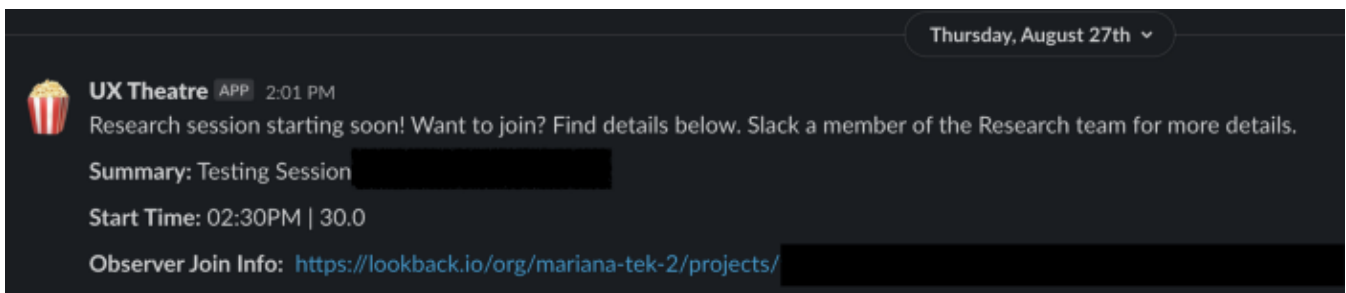 Thursday, August 27th
UX Theatre APP 2:01 PM
Research session starting soon! Want to join? Find details below. Slack a member of the Research team for more details.
Summary: Testing Session
Start Time: 02:30PM | 30.0
Observer Join Info: https://lookback.io/org/mariana-tek-2/projects/